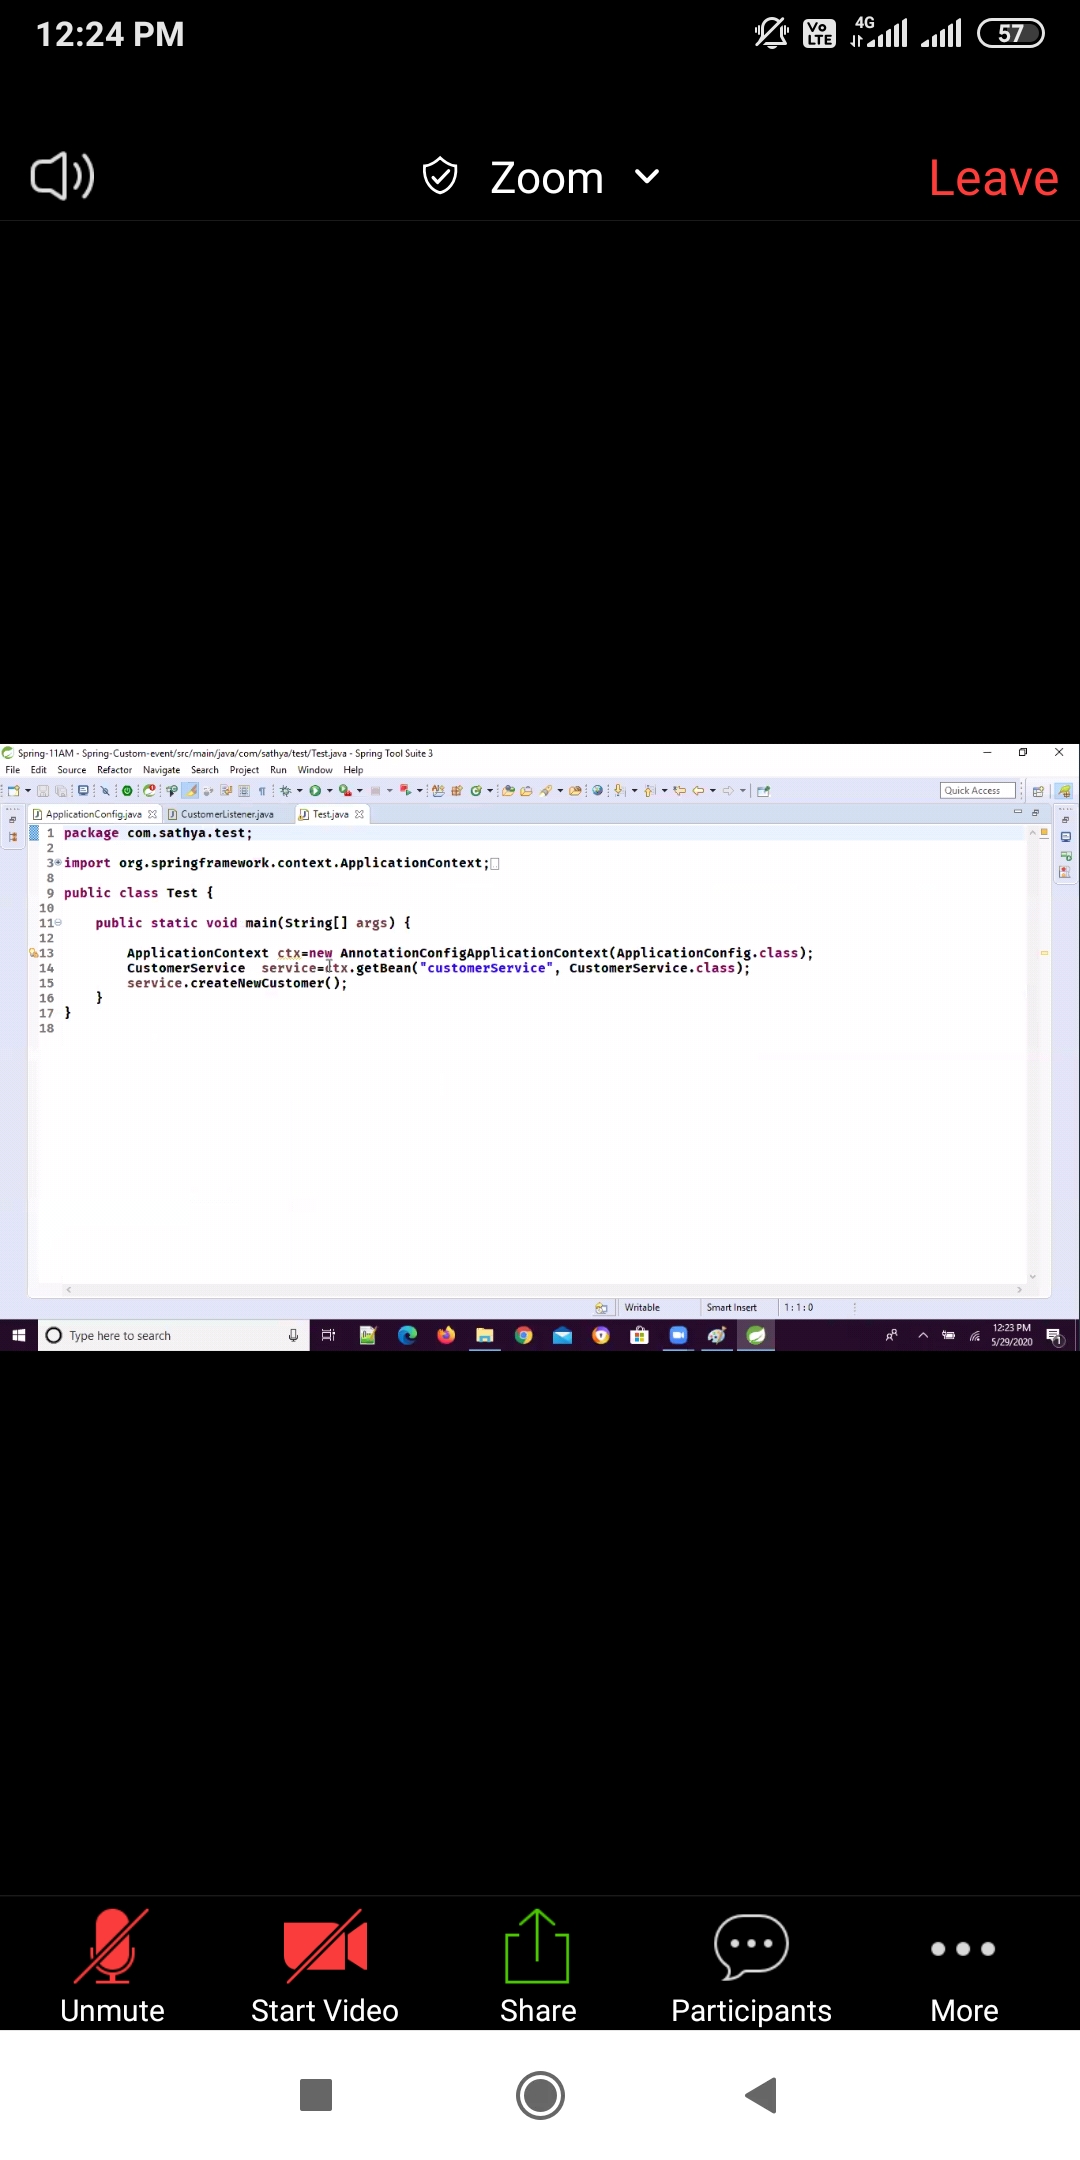 12:24 PM
Vo LTE 4G 57
Zoom
Leave
Spring-11AM - Spring-Custom-event/src/main/java/com/sathya/test/Test.java - Spring Tool Suite 3
File Edit Source Refactor Navigate Search Project Run Window Help
Quick Access
ApplicationConfig.java CustomerListener.java Test.java
1 package com.sathya.test;
2
3 import org.springframework.context.ApplicationContext;
8
9 public class Test {
10
11 public static void main(String[] args) {
12
13 ApplicationContext ctx=new AnnotationConfigApplicationContext(ApplicationConfig.class);
14 CustomerService service=ctx.getBean("customerService", CustomerService.class);
15 service.createNewCustomer();
16 }
17 }
18
Writable Smart Insert 1:1:0
Type here to search
12:23 PM
5/29/2020
1
Unmute Start Video Share Participants More